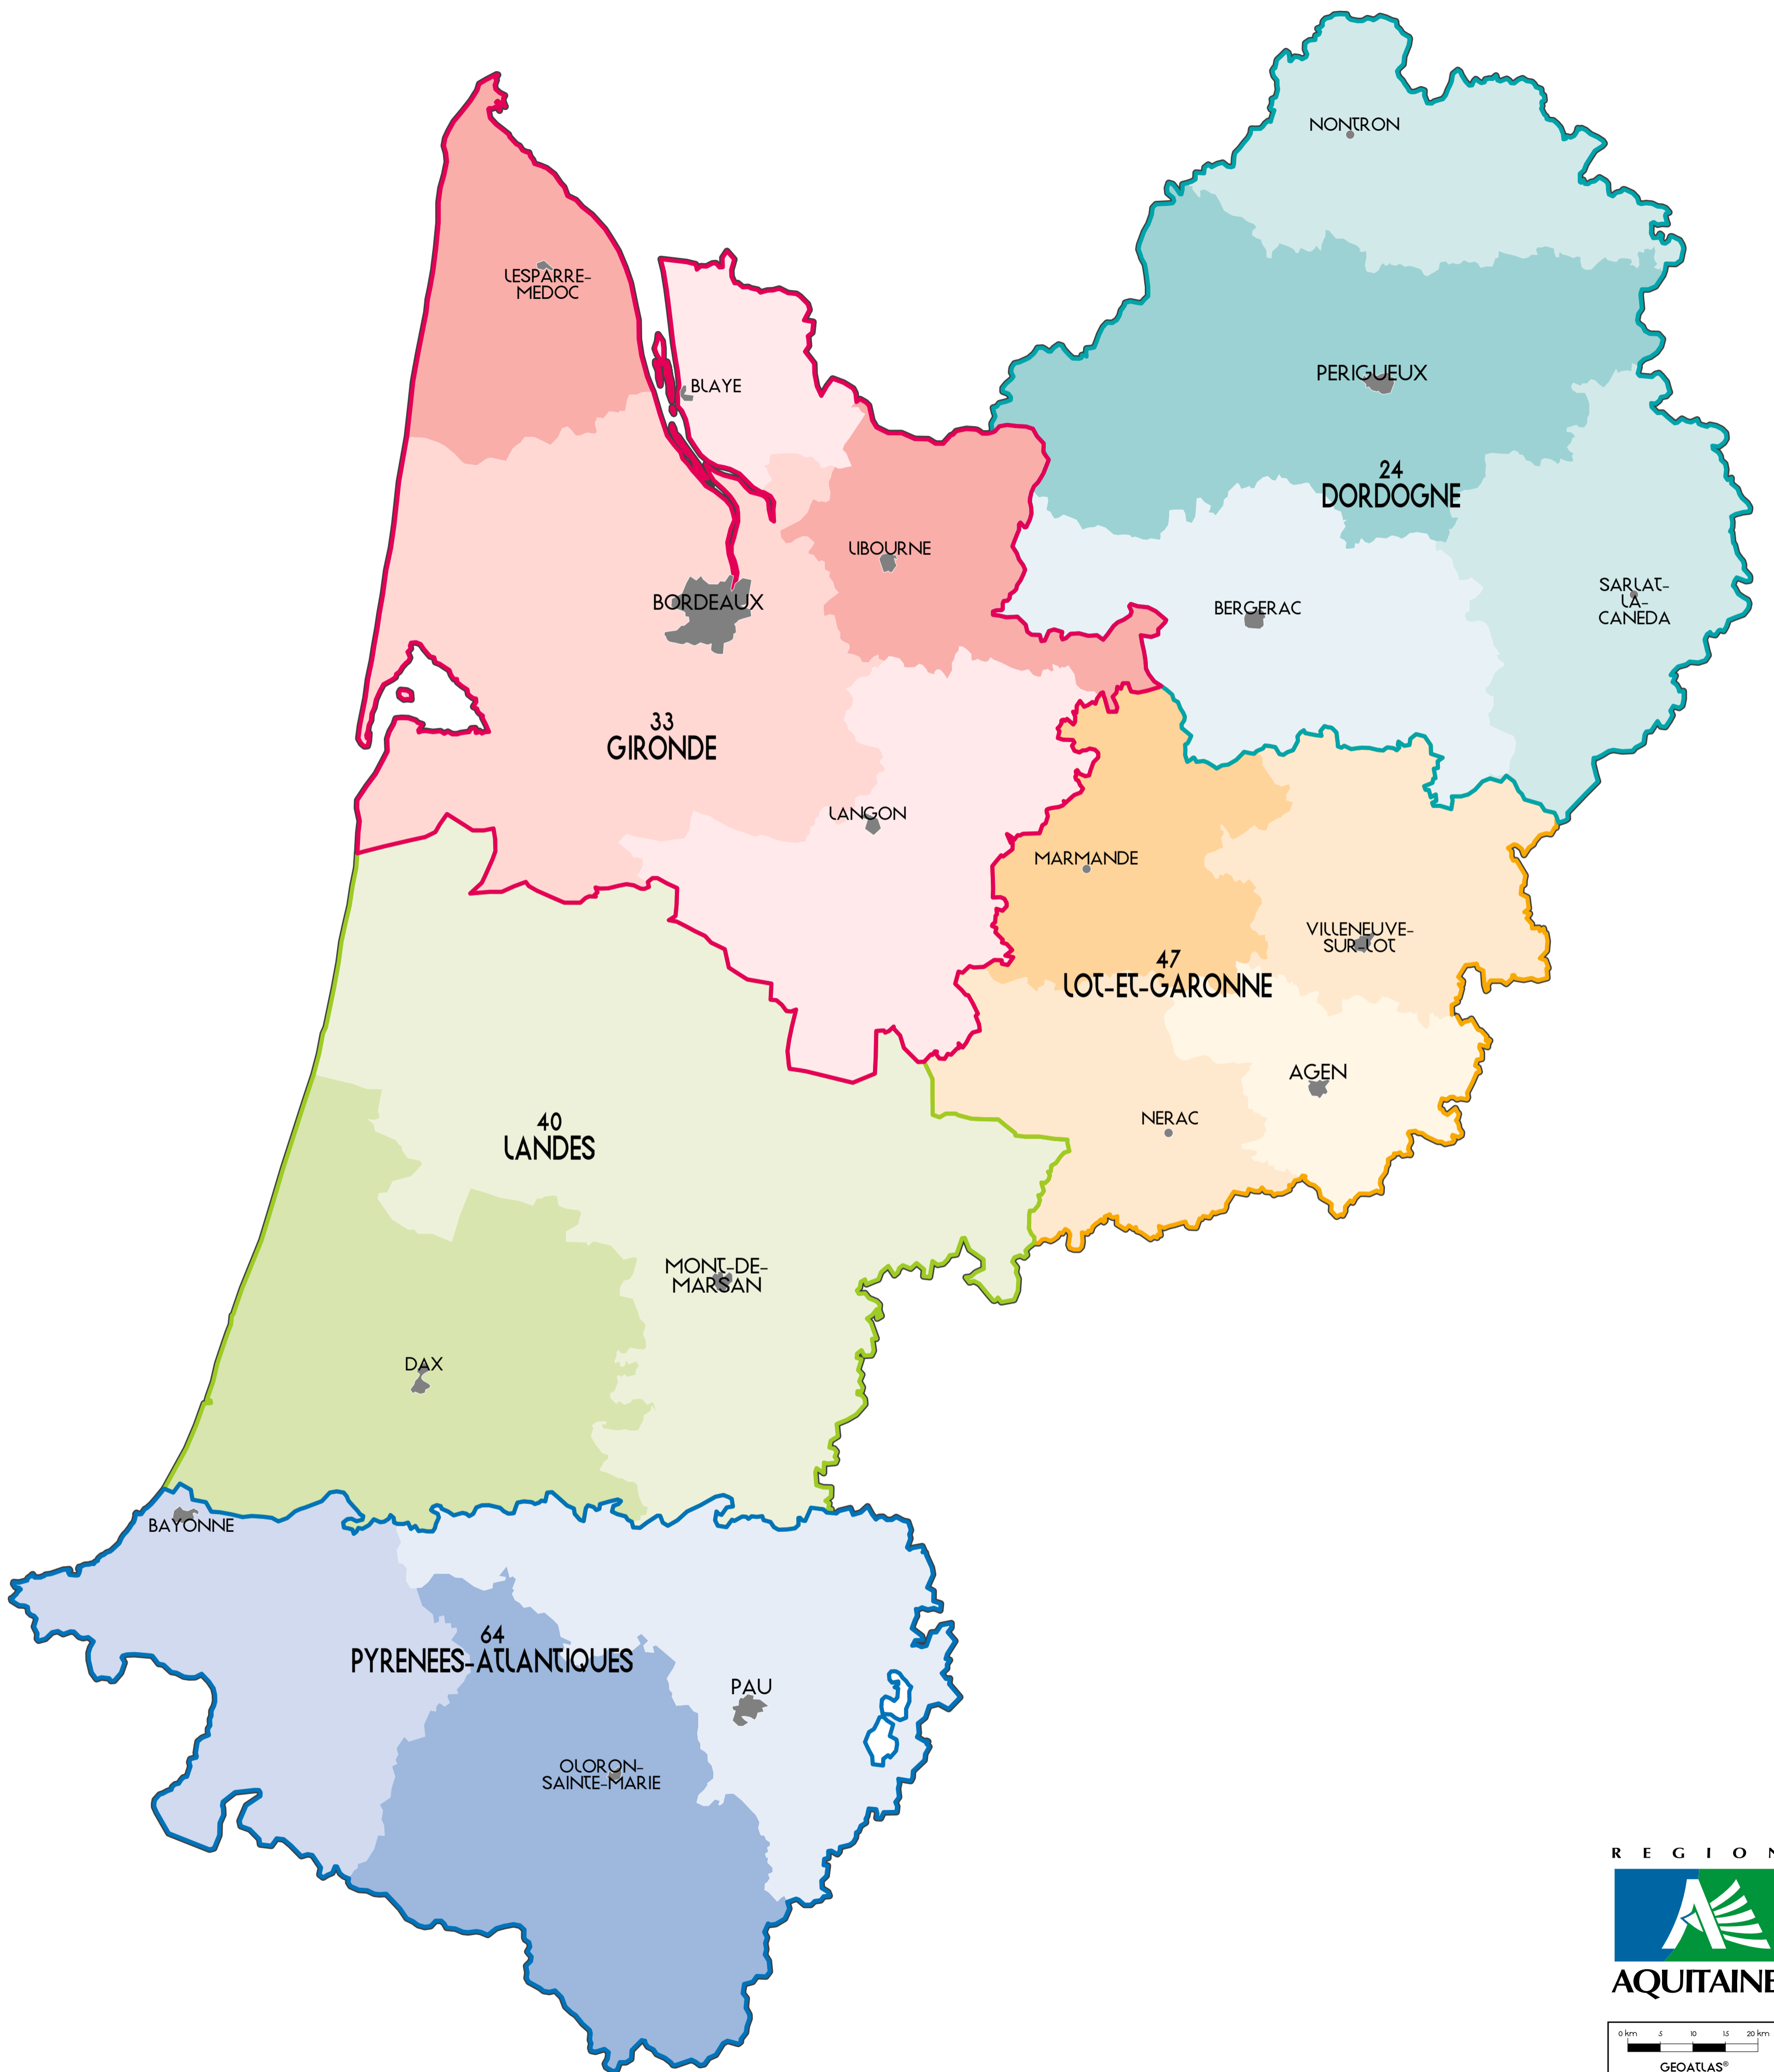 NONTRON
LESPARRE-
MEDOC
PERIGUEUX
BLAYE
24
DORDOGNE
LIBOURNE
SARLAT-
LA-
CANEDA
BORDEAUX
BERGERAC
33
GIRONDE
LANGON
MARMANDE
VILLENEUVE-
SUR-LOT
47
LOT-ET-GARONNE
AGEN
NERAC
40
LANDES
MONT-DE-
MARSAN
DAX
BAYONNE
64
PYRENEES-ATLANTIQUES
PAU
OLORON-
SAINTE-MARIE
REGION
AQUITAINE
0 km 5 10 15 20 km
GEOATLAS®